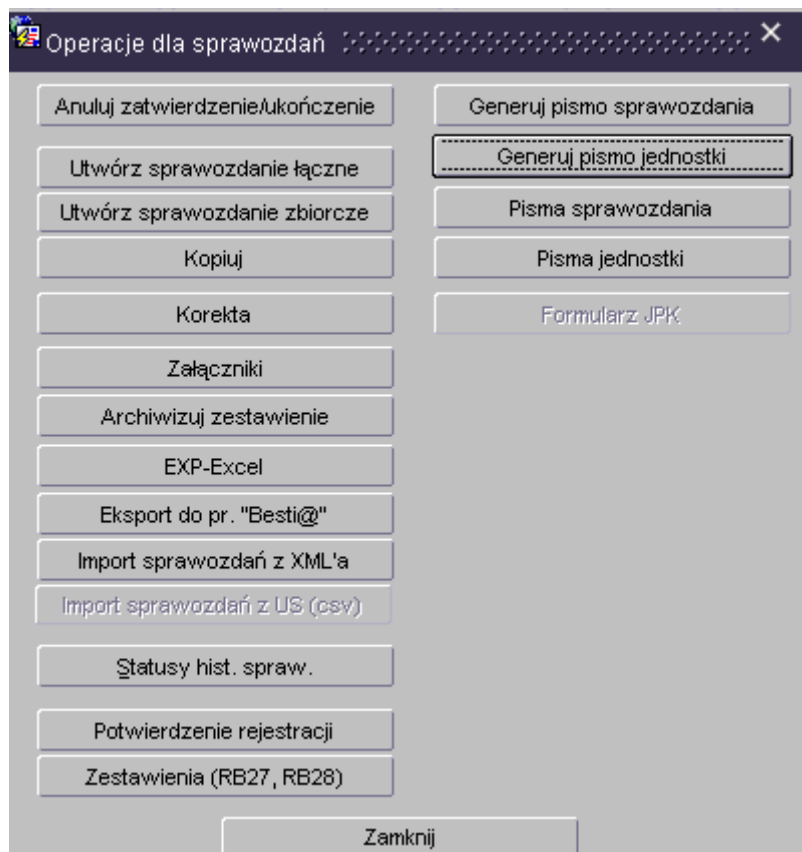 Operacje dla sprawozdań
Anuluj zatwierdzenie/ukończenie
Utwórz sprawozdanie łączne
Utwórz sprawozdanie zbiorcze
Kopiuj
Korekta
Załączniki
Archiwizuj zestawienie
EXP-Excel
Eksport do pr. "Besti@"
Import sprawozdań z XML'a
Import sprawozdań z US (csv)
Statusy hist. spraw.
Potwierdzenie rejestracji
Zestawienia (RB27, RB28)
Generuj pismo sprawozdania
Generuj pismo jednostki
Pisma sprawozdania
Pisma jednostki
Formularz JPK
Zamknij